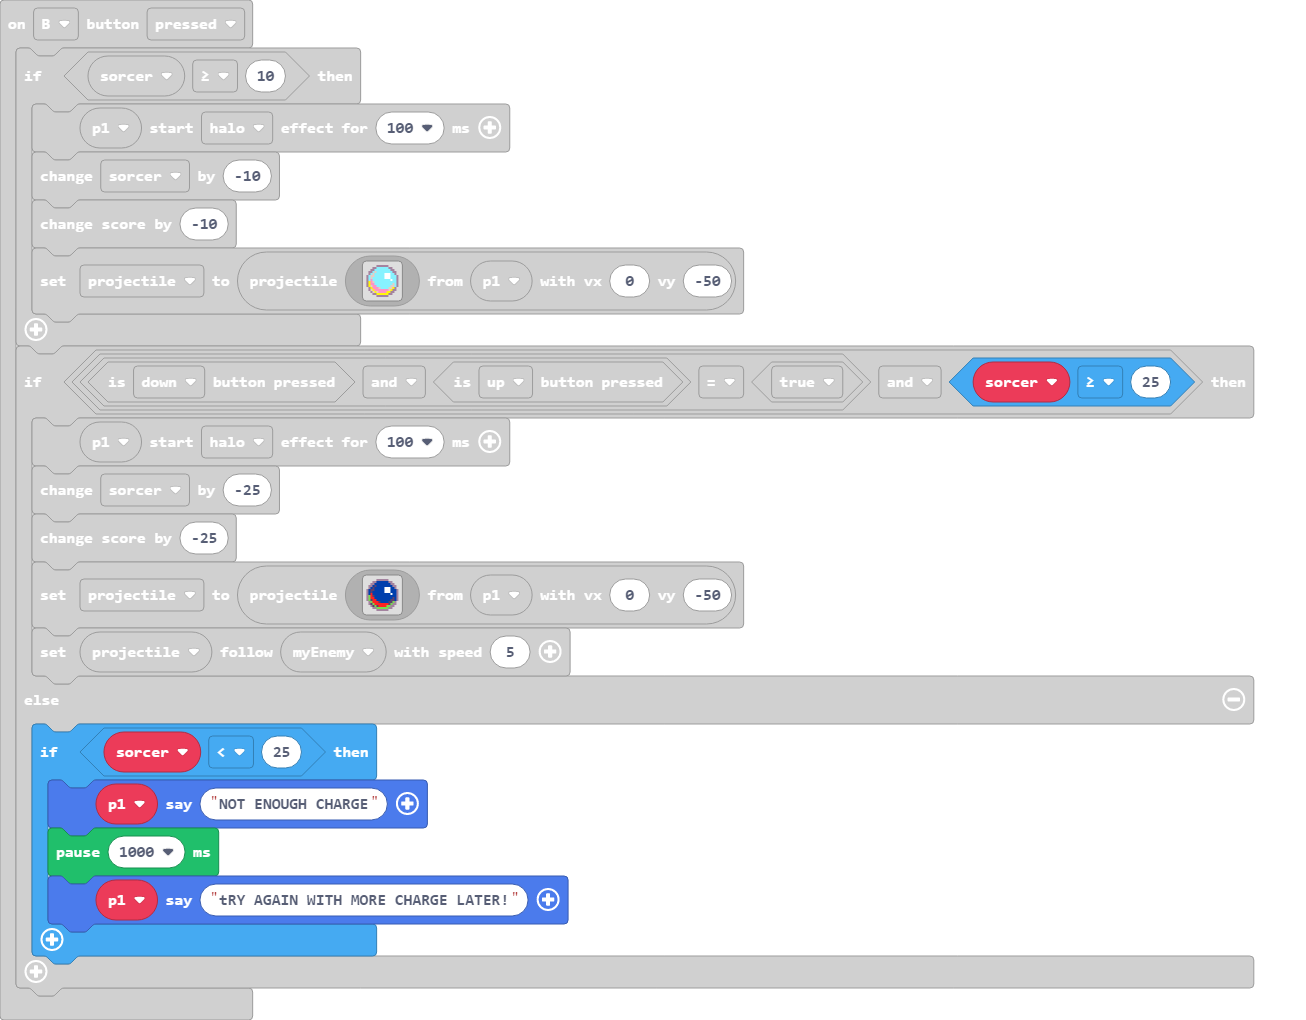 on B button pressed
if sorcer ≥ 10 then
p1 start halo effect for 100 ms
change sorcer by -10
change score by -10
set projectile to projectile from p1 with vx 0 vy -50
if is down button pressed and is up button pressed = true and sorcer ≥ 25 then
p1 start halo effect for 100 ms
change sorcer by -25
change score by -25
set projectile to projectile from p1 with vx 0 vy -50
set projectile follow myEnemy with speed 5
else
if sorcer < 25 then
p1 say "NOT ENOUGH CHARGE"
pause 1000 ms
p1 say "tRY AGAIN WITH MORE CHARGE LATER!"